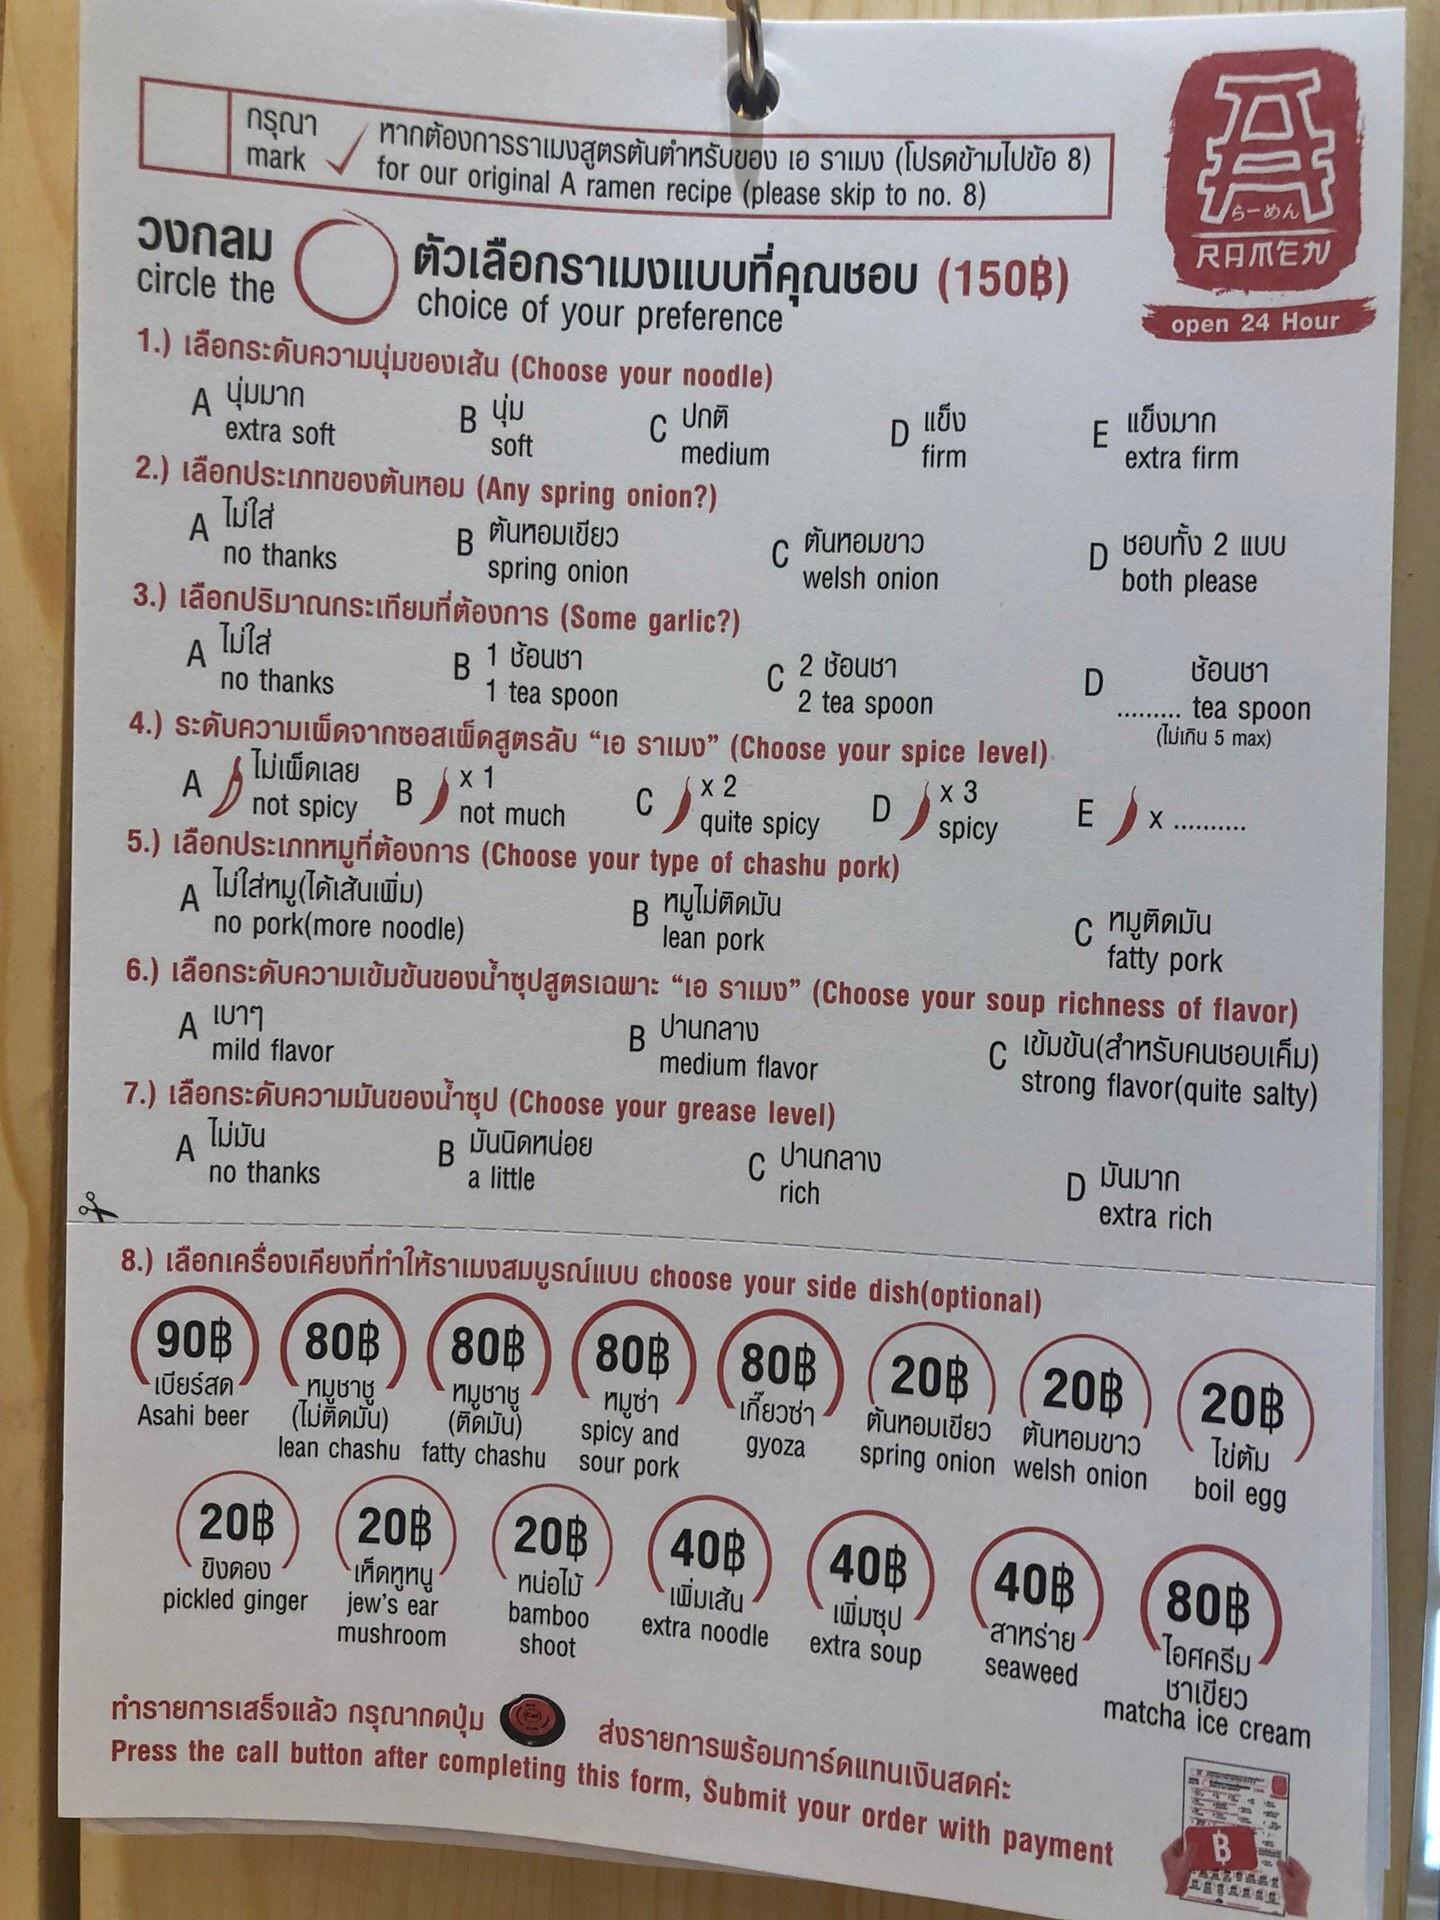 กรุณา
mark
หากต้องการราเมงสูตรต้นตำหรับของ เอ ราเมง (โปรดข้ามไปข้อ 8)
for our original A ramen recipe (please skip to no. 8)
らーめん
RAMEN
open 24 Hour
วงกลม
circle the
ตัวเลือกราเมงแบบที่คุณชอบ (150฿)
choice of your preference
1.) เลือกระดับความนุ่มของเส้น (Choose your noodle)
A นุ่มมาก extra soft
B นุ่ม soft
C ปกติ medium
D แข็ง firm
E แข็งมาก extra firm
2.) เลือกประเภทของต้นหอม (Any spring onion?)
A ไม่ใส่ no thanks
B ต้นหอมเขียว spring onion
C ต้นหอมขาว welsh onion
D ชอบทั้ง 2 แบบ both please
3.) เลือกปริมาณกระเทียมที่ต้องการ (Some garlic?)
A ไม่ใส่ no thanks
B 1 ช้อนชา 1 tea spoon
C 2 ช้อนชา 2 tea spoon
D ช้อนชา ......... tea spoon
(ไม่เกิน 5 max)
4.) ระดับความเผ็ดจากซอสเผ็ดสูตรลับ “เอ ราเมง” (Choose your spice level)
A ไม่เผ็ดเลย not spicy
B x 1 not much
C x 2 quite spicy
D x 3 spicy
E x ..........
5.) เลือกประเภทหมูที่ต้องการ (Choose your type of chashu pork)
A ไม่ใส่หมู(ได้เส้นเพิ่ม) no pork(more noodle)
B หมูไม่ติดมัน lean pork
C หมูติดมัน fatty pork
6.) เลือกระดับความเข้มข้นของน้ำซุปสูตรเฉพาะ “เอ ราเมง” (Choose your soup richness of flavor)
A เบาๆ mild flavor
B ปานกลาง medium flavor
C เข้มข้น(สำหรับคนชอบเค็ม) strong flavor(quite salty)
7.) เลือกระดับความมันของน้ำซุป (Choose your grease level)
A ไม่มัน no thanks
B มันนิดหน่อย a little
C ปานกลาง rich
D มันมาก extra rich
8.) เลือกเครื่องเคียงที่ทำให้ราเมงสมบูรณ์แบบ choose your side dish(optional)
90฿ เบียร์สด Asahi beer
80฿ หมูชาชู (ไม่ติดมัน) lean chashu
80฿ หมูชาชู (ติดมัน) fatty chashu
80฿ หมูซ่า spicy and sour pork
80฿ เกี๊ยวซ่า gyoza
20฿ ต้นหอมเขียว spring onion
20฿ ต้นหอมขาว welsh onion
20฿ ไข่ต้ม boil egg
20฿ ขิงดอง pickled ginger
20฿ เห็ดหูหนู jew's ear mushroom
20฿ หน่อไม้ bamboo shoot
40฿ เพิ่มเส้น extra noodle
40฿ เพิ่มซุป extra soup
40฿ สาหร่าย seaweed
80฿ ไอศครีม ชาเขียว matcha ice cream
ทำรายการเสร็จแล้ว กรุณากดปุ่ม ส่งรายการพร้อมการ์ดแทนเงินสดค่ะ
Press the call button after completing this form, Submit your order with payment
฿